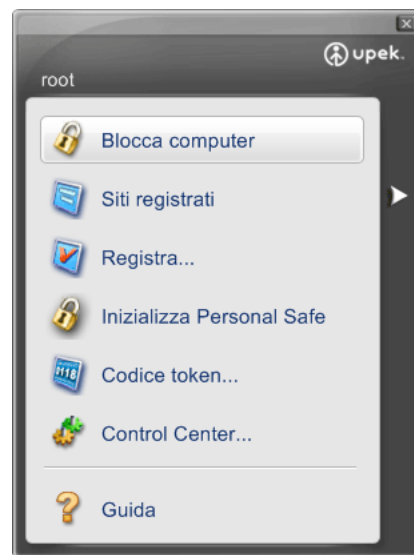 upek.
root
Blocca computer
Siti registrati
Registra...
Inizializza Personal Safe
Codice token...
Control Center...
Guida